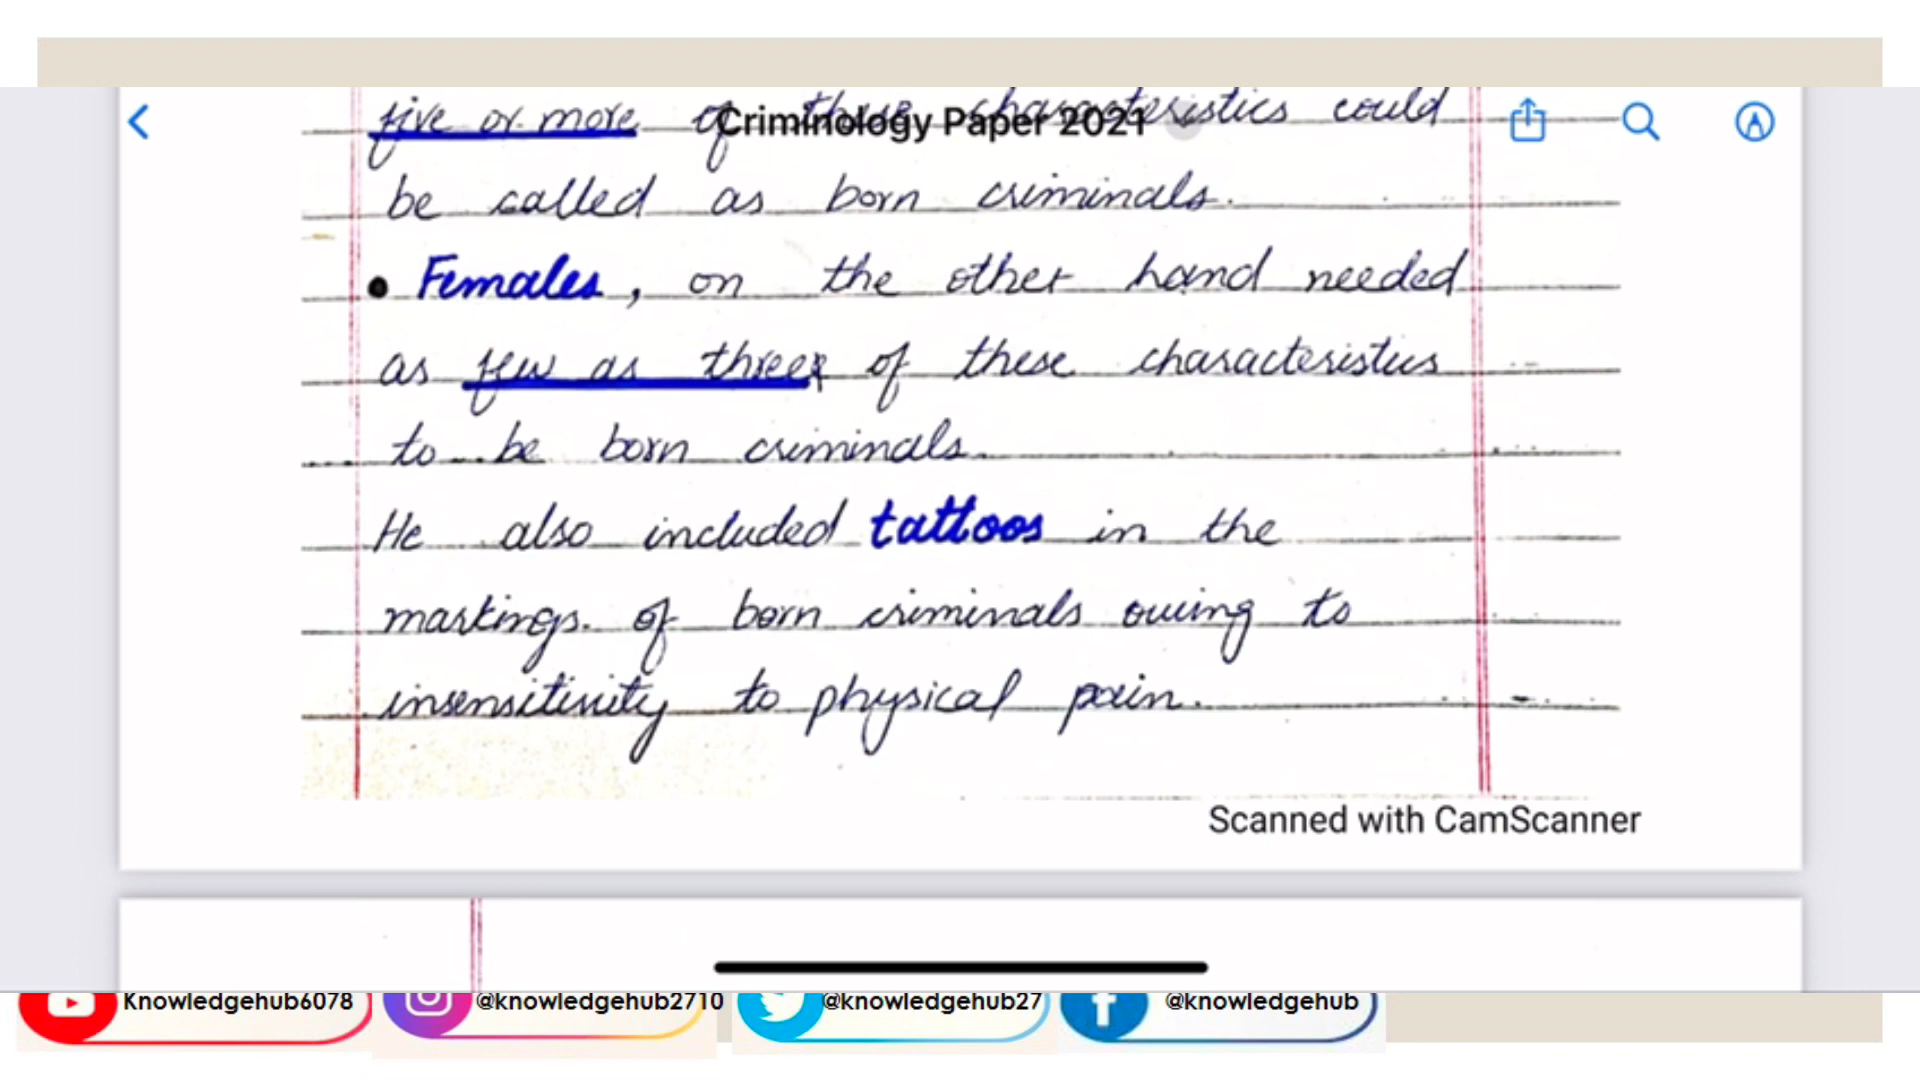 five or more of these characteristics could
Criminology Paper 2021
be called as born criminals.
• Females, on the other hand needed
as few as three of these characteristics
to be born criminals.
He also included tattoos in the
markings of born criminals owing to
insensitivity to physical pain.
Scanned with CamScanner
Knowledgehub6078 @knowledgehub2710 @knowledgehub27 @knowledgehub